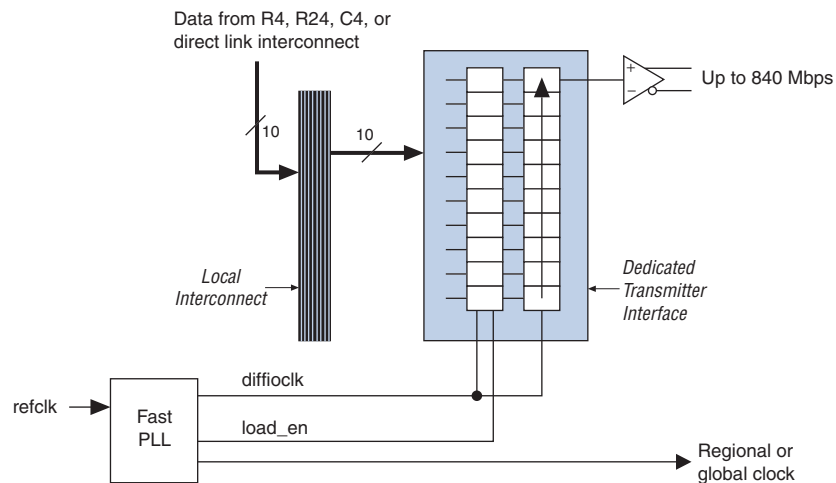 Data from R4, R24, C4, or
direct link interconnect
+
−
Up to 840 Mbps
10
10
Local
Interconnect
Dedicated
Transmitter
Interface
diffioclk
refclk
Fast
PLL
load_en
Regional or
global clock